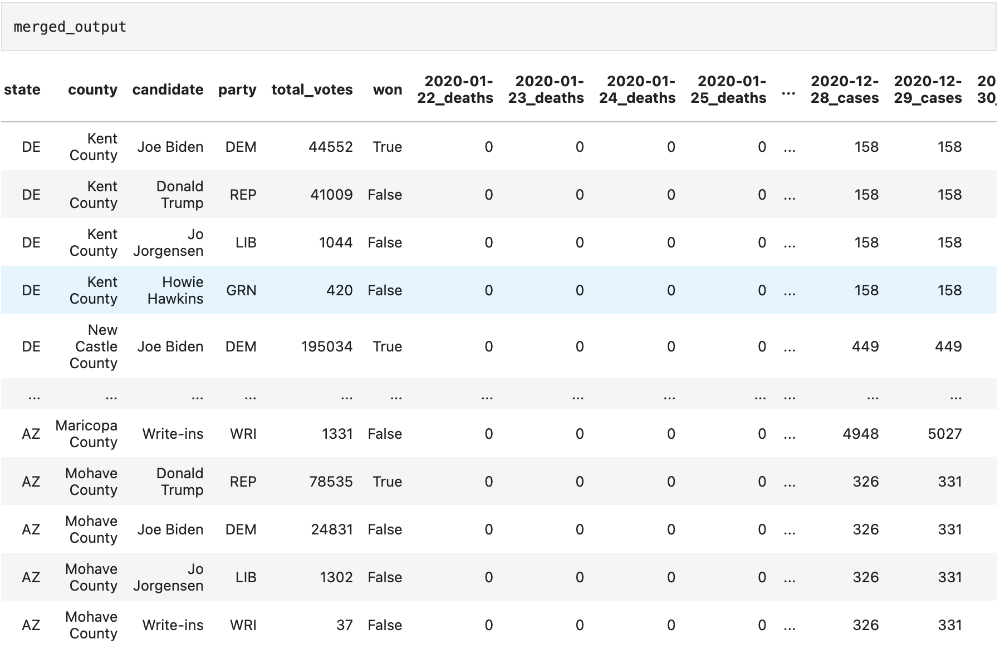 merged_output
state county candidate party total_votes won 2020-01-22_deaths 2020-01-23_deaths 2020-01-24_deaths 2020-01-25_deaths ... 2020-12-28_cases 2020-12-29_cases 20 30_
DE Kent County Joe Biden DEM 44552 True 0 0 0 0 ... 158 158
DE Kent County Donald Trump REP 41009 False 0 0 0 0 ... 158 158
DE Kent County Jo Jorgensen LIB 1044 False 0 0 0 0 ... 158 158
DE Kent County Howie Hawkins GRN 420 False 0 0 0 0 ... 158 158
DE New Castle County Joe Biden DEM 195034 True 0 0 0 0 ... 449 449
... ... ... ... ... ... ... ... ... ... ... ... ...
AZ Maricopa County Write-ins WRI 1331 False 0 0 0 0 ... 4948 5027
AZ Mohave County Donald Trump REP 78535 True 0 0 0 0 ... 326 331
AZ Mohave County Joe Biden DEM 24831 False 0 0 0 0 ... 326 331
AZ Mohave County Jo Jorgensen LIB 1302 False 0 0 0 0 ... 326 331
AZ Mohave County Write-ins WRI 37 False 0 0 0 0 ... 326 331